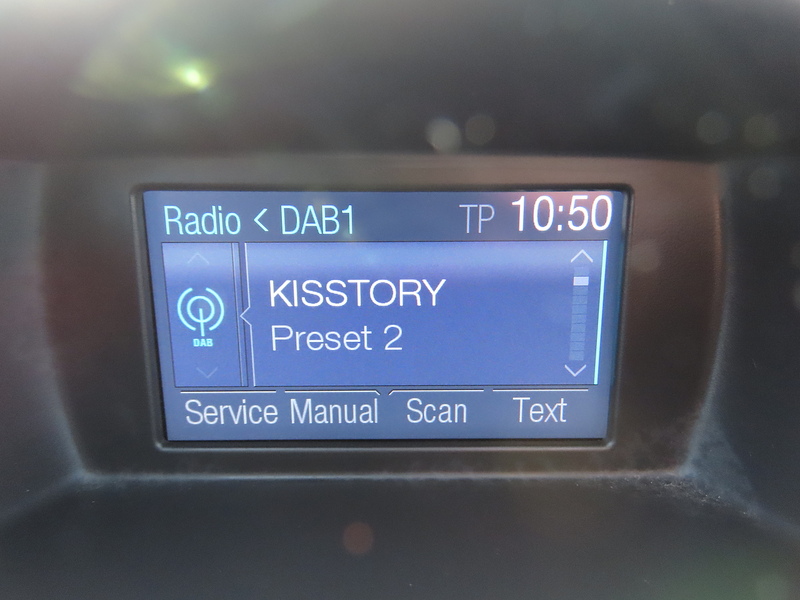 Radio < DAB1 TP 10:50
KISSTORY
Preset 2
DAB
Service Manual Scan Text